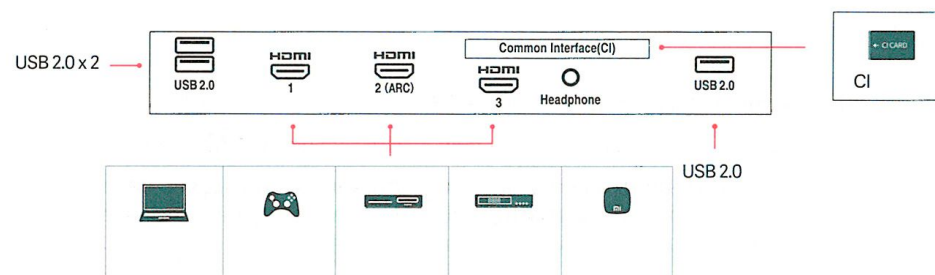 USB 2.0 x 2
USB 2.0
HDMI
1
HDMI
2 (ARC)
Common Interface(CI)
HDMI
3
Headphone
USB 2.0
← CI CARD
CI
USB 2.0
mi